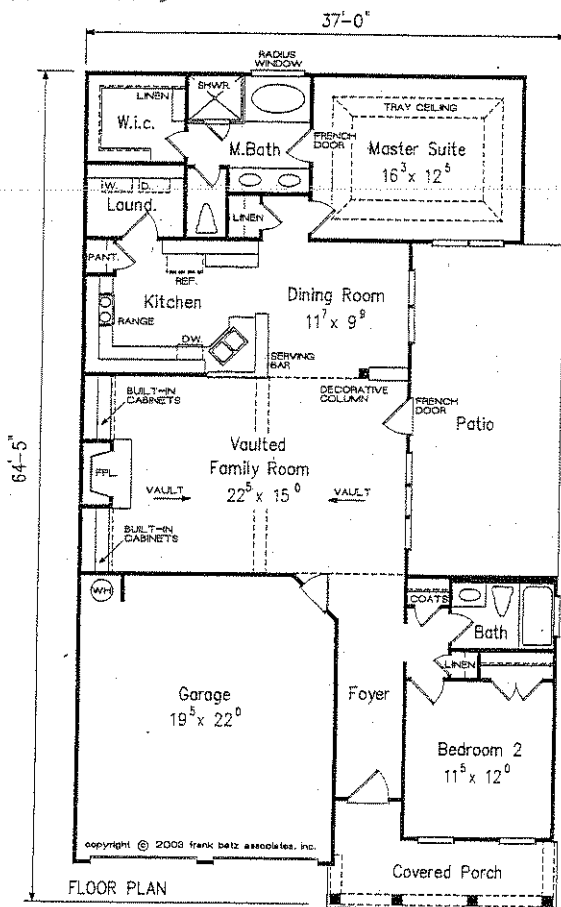 37'-0"
RADIUS
WINDOW
64'-5"
LINEN
W.i.c.
SHWR.
M.Bath
FRENCH
DOOR
TRAY CEILING
Master Suite
16³ x 12⁵
W.
D.
Laund.
LINEN
PANT.
REF.
Kitchen
RANGE
DW.
SERVING
BAR
Dining Room
11⁷ x 9⁹
DECORATIVE
COLUMN
FRENCH
DOOR
Patio
BUILT-IN
CABINETS
FPL.
Vaulted
Family Room
22⁵ x 15⁰
VAULT
VAULT
BUILT-IN
CABINETS
WH
COATS
Bath
LINEN
Garage
19⁵ x 22⁰
Foyer
Bedroom 2
11⁵ x 12⁰
copyright © 2003 frank betz associates, inc.
Covered Porch
FLOOR PLAN